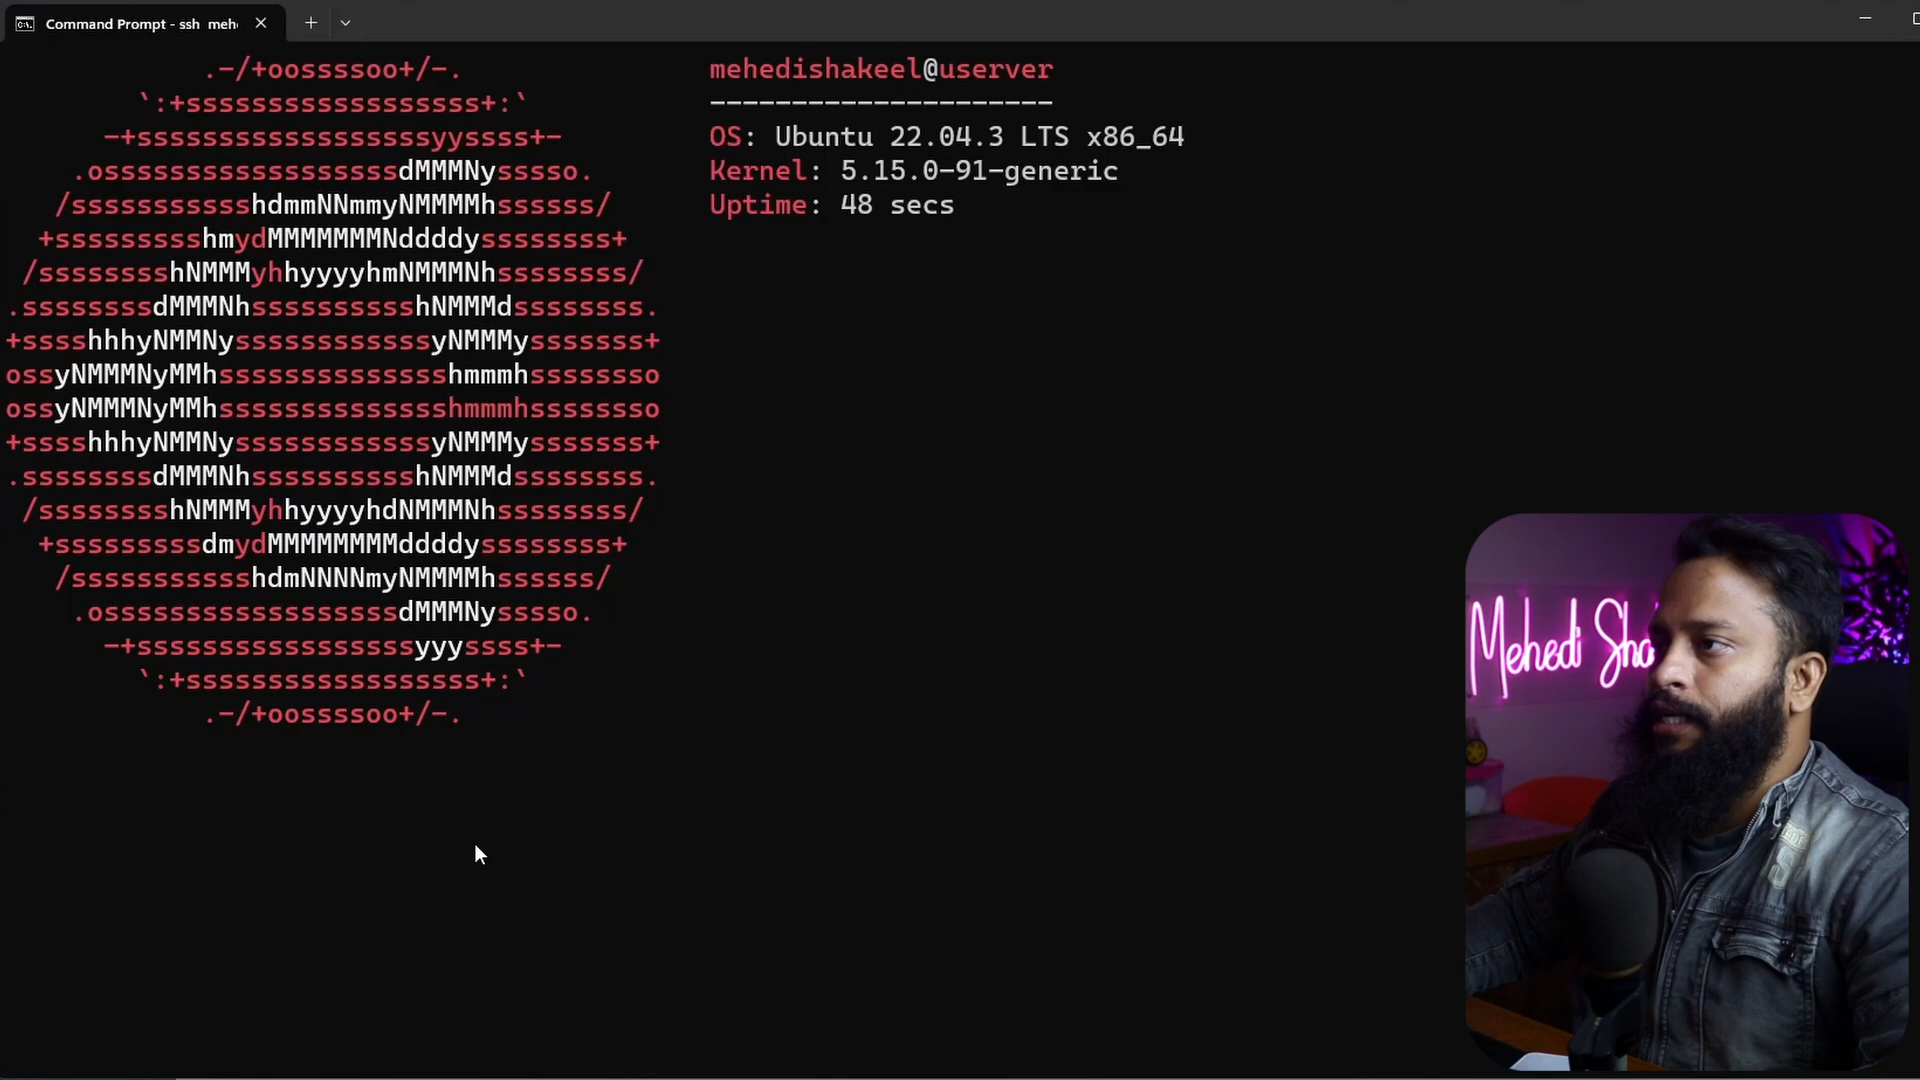 Command Prompt - ssh meh
.-/+oossssoo+/-.
`:+ssssssssssssssssss+:`
-+ssssssssssssssssssyyssss+-
.ossssssssssssssssssdMMMNysssso.
/ssssssssssshdmmNNmmyNMMMMhssssss/
+ssssssssshmydMMMMMMMNddddyssssssss+
/sssssssshNMMMyhhyyyyhmNMMMNhssssssss/
.ssssssssdMMMNhsssssssssshNMMMdssssssss.
+sssshhhyNMMNyssssssssssssyNMMMysssssss+
ossyNMMMNyMMhsssssssssssssshmmmhssssssso
ossyNMMMNyMMhsssssssssssssshmmmhssssssso
+sssshhhyNMMNyssssssssssssyNMMMysssssss+
.ssssssssdMMMNhsssssssssshNMMMdssssssss.
/sssssssshNMMMyhhyyyyhdNMMMNhssssssss/
+sssssssssdmydMMMMMMMMddddyssssssss+
/ssssssssssshdmNNNNmyNMMMMhssssss/
.ossssssssssssssssssdMMMNysssso.
-+sssssssssssssssssyyyssss+-
`:+ssssssssssssssssss+:`
.-/+oossssoo+/-.
mehedishakeel@userver
---------------------
OS: Ubuntu 22.04.3 LTS x86_64
Kernel: 5.15.0-91-generic
Uptime: 48 secs
Mehedi Sha